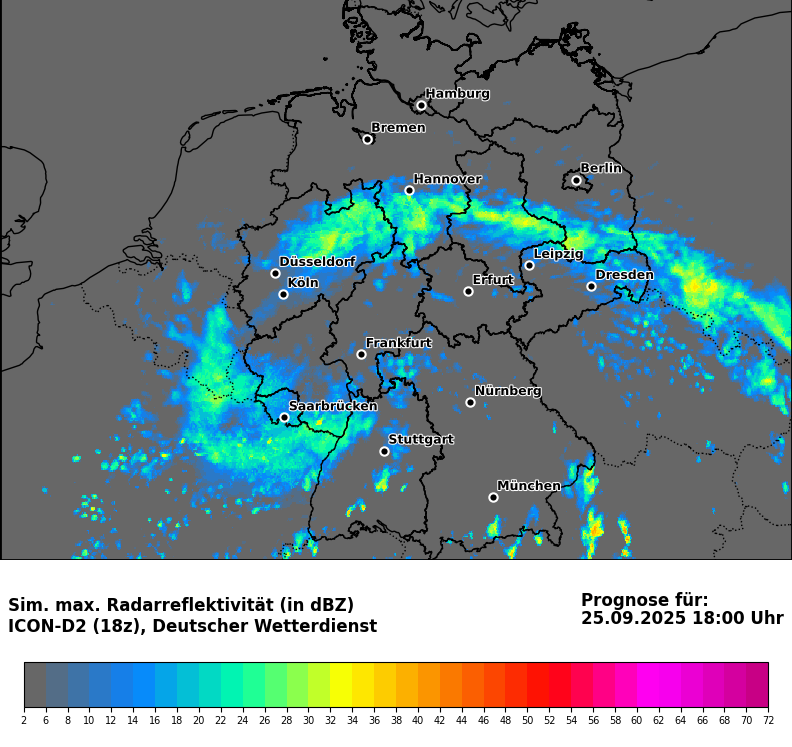 Hamburg
Bremen
Berlin
Hannover
Leipzig
Düsseldorf
Dresden
Köln
Erfurt
Frankfurt
Nürnberg
Saarbrücken
Stuttgart
München
Sim. max. Radarreflektivität (in dBZ)
ICON-D2 (18z), Deutscher Wetterdienst
Prognose für:
25.09.2025 18:00 Uhr
2 6 8 10 12 14 16 18 20 22 24 26 28 30 32 34 36 38 40 42 44 46 48 50 52 54 56 58 60 62 64 66 68 70 72